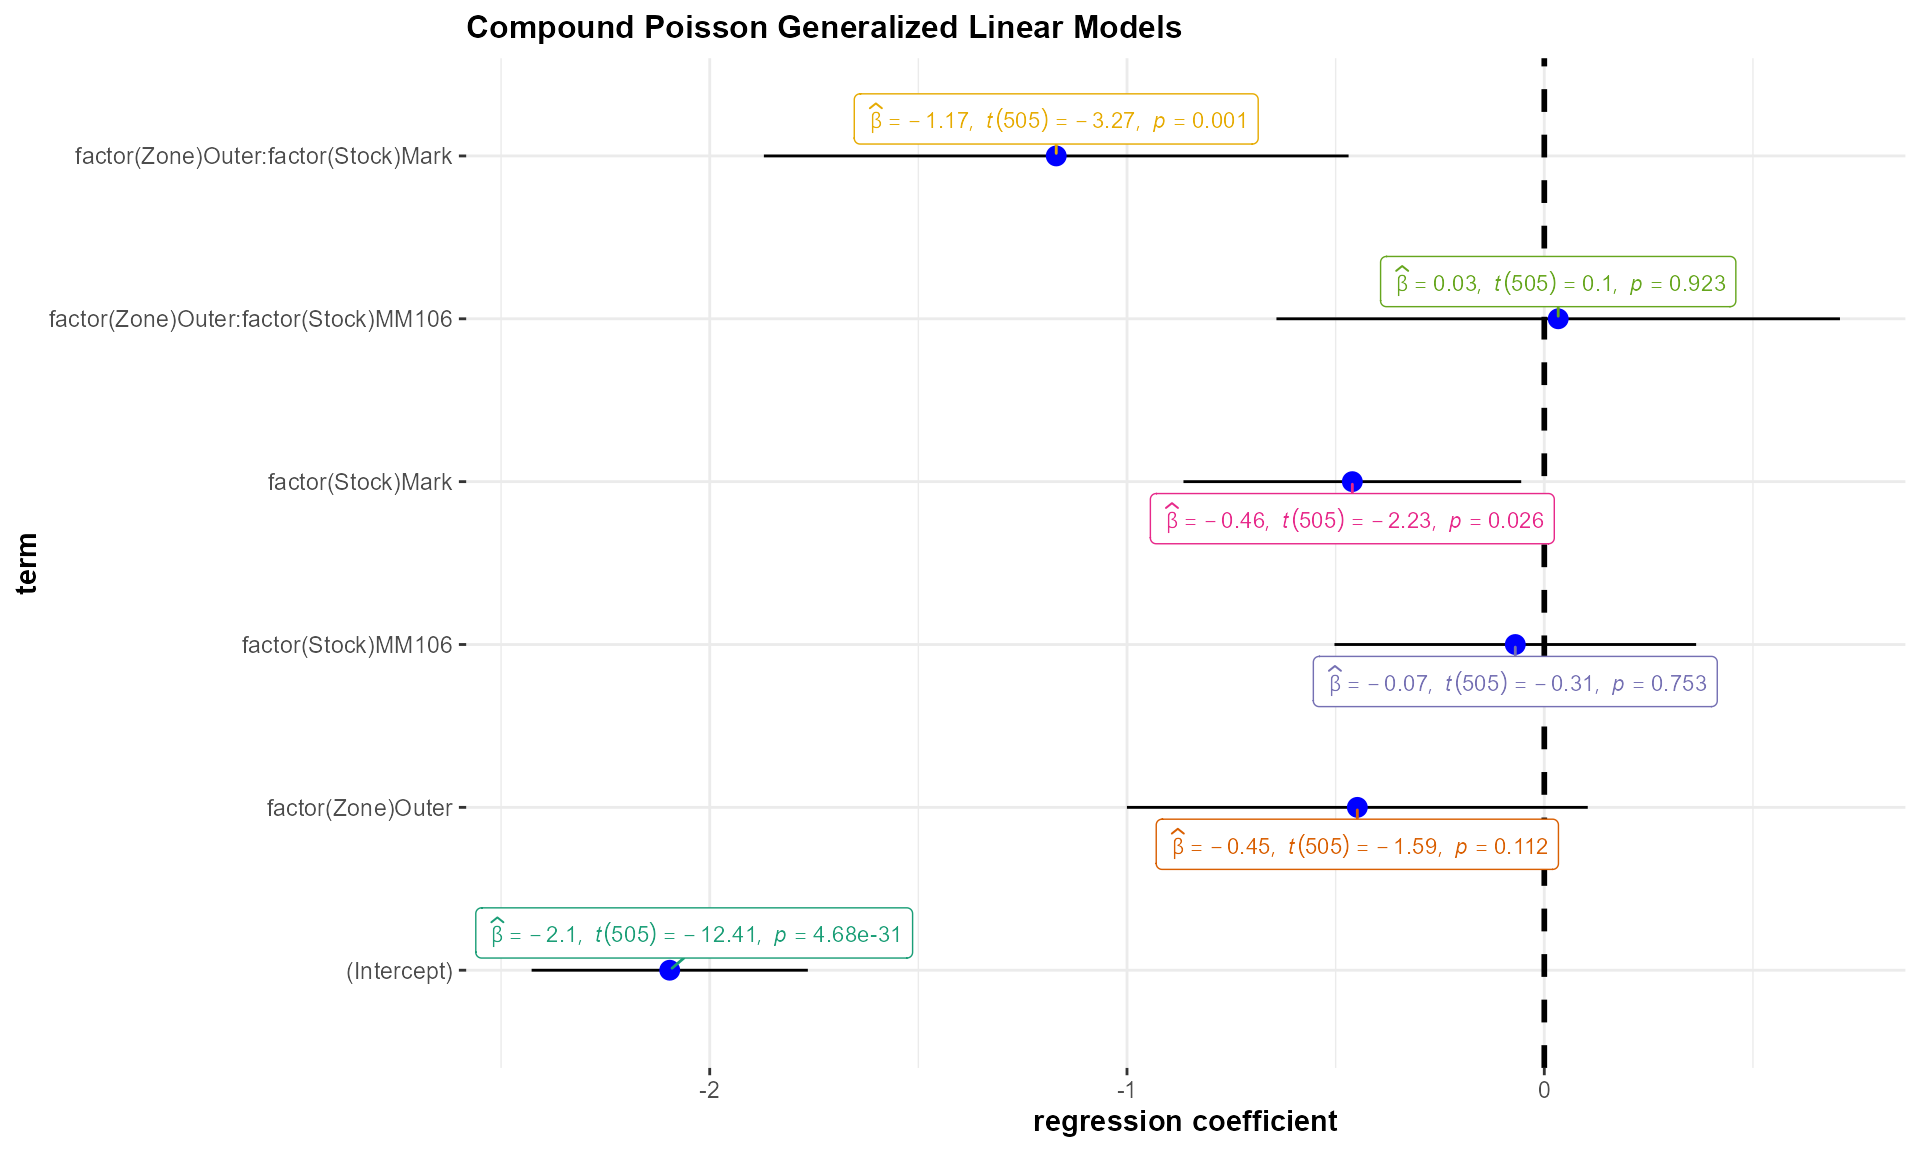 Compound Poisson Generalized Linear Models
factor(Zone)Outer:factor(Stock)Mark
β̂ = −1.17, t(505) = −3.27, p = 0.001
factor(Zone)Outer:factor(Stock)MM106
β̂ = 0.03, t(505) = 0.1, p = 0.923
factor(Stock)Mark
β̂ = −0.46, t(505) = −2.23, p = 0.026
factor(Stock)MM106
β̂ = −0.07, t(505) = −0.31, p = 0.753
factor(Zone)Outer
β̂ = −0.45, t(505) = −1.59, p = 0.112
(Intercept)
β̂ = −2.1, t(505) = −12.41, p = 4.68e-31
term
-2 -1 0
regression coefficient